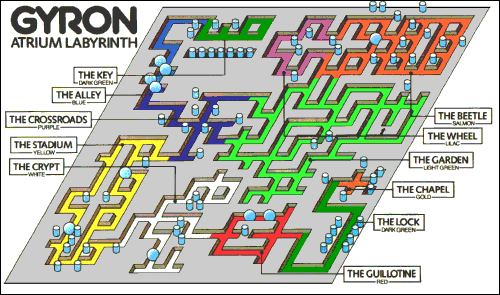 GYRON
ATRIUM LABYRINTH
THE KEY
DARK GREEN
THE ALLEY
BLUE
THE CROSSROADS
PURPLE
THE STADIUM
YELLOW
THE CRYPT
WHITE
THE BEETLE
SALMON
THE WHEEL
LILAC
THE GARDEN
LIGHT GREEN
THE CHAPEL
GOLD
THE LOCK
DARK GREEN
THE GUILLOTINE
RED